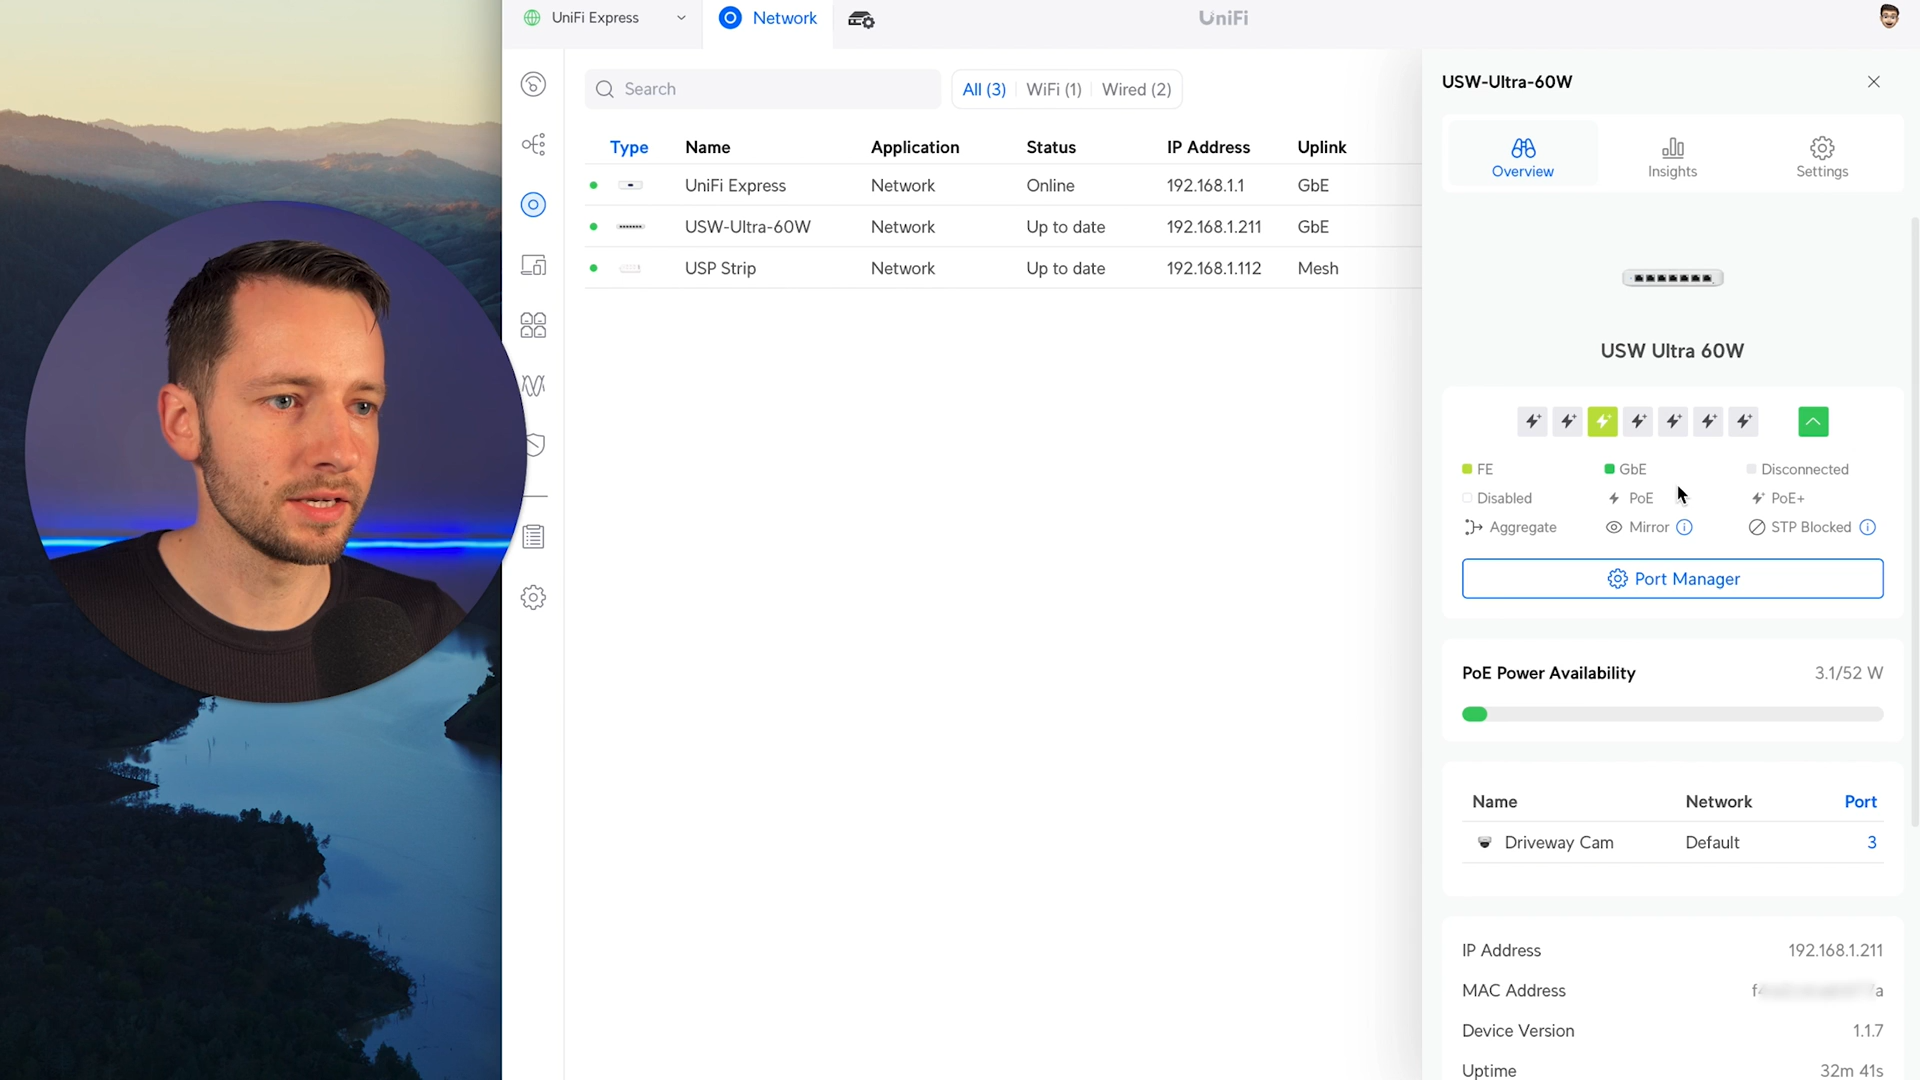 UniFi Express
Network
UniFi
Search
All (3)
WiFi (1)
Wired (2)
Type Name Application Status IP Address Uplink
UniFi Express Network Online 192.168.1.1 GbE
USW-Ultra-60W Network Up to date 192.168.1.211 GbE
USP Strip Network Up to date 192.168.1.112 Mesh
USW-Ultra-60W
Overview Insights Settings
USW Ultra 60W
FE GbE Disconnected
Disabled PoE PoE+
Aggregate Mirror STP Blocked
Port Manager
PoE Power Availability 3.1/52 W
Name Network Port
Driveway Cam Default 3
IP Address 192.168.1.211
MAC Address
Device Version 1.1.7
Uptime 32m 41s